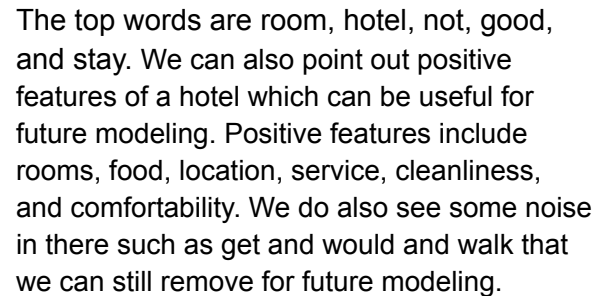 The top words are room, hotel, not, good,
and stay. We can also point out positive
features of a hotel which can be useful for
future modeling. Positive features include
rooms, food, location, service, cleanliness,
and comfortability. We do also see some noise
in there such as get and would and walk that
we can still remove for future modeling.